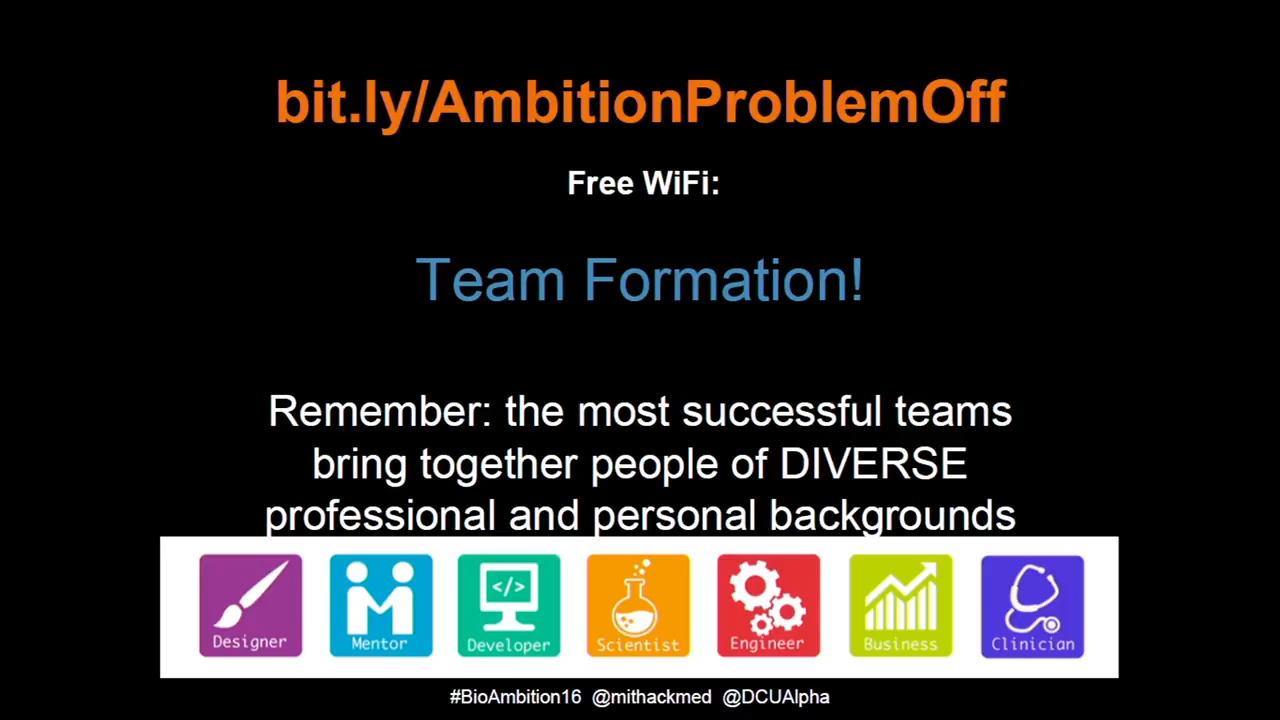 bit.ly/AmbitionProblemOff
Free WiFi:
Team Formation!
Remember: the most successful teams
bring together people of DIVERSE
professional and personal backgrounds
Designer Mentor </> Developer Scientist Engineer Business Clinician
#BioAmbition16 @mithackmed @DCUAlpha